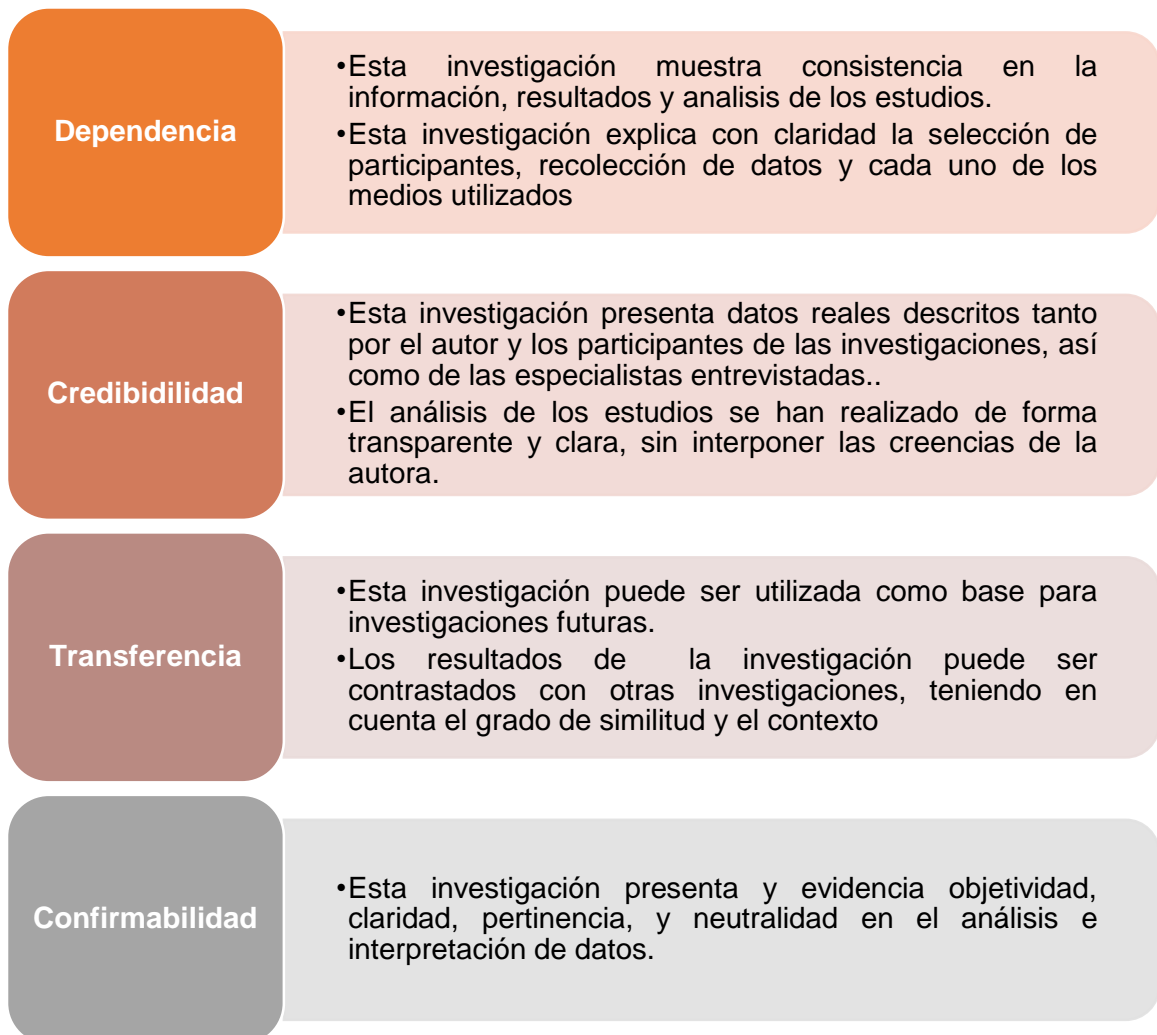 Dependencia
•Esta investigación muestra consistencia en la
información, resultados y analisis de los estudios.
•Esta investigación explica con claridad la selección de
participantes, recolección de datos y cada uno de los
medios utilizados
Credibidilidad
•Esta investigación presenta datos reales descritos tanto
por el autor y los participantes de las investigaciones, así
como de las especialistas entrevistadas..
•El análisis de los estudios se han realizado de forma
transparente y clara, sin interponer las creencias de la
autora.
Transferencia
•Esta investigación puede ser utilizada como base para
investigaciones futuras.
•Los resultados de la investigación puede ser
contrastados con otras investigaciones, teniendo en
cuenta el grado de similitud y el contexto
Confirmabilidad
•Esta investigación presenta y evidencia objetividad,
claridad, pertinencia, y neutralidad en el análisis e
interpretación de datos.